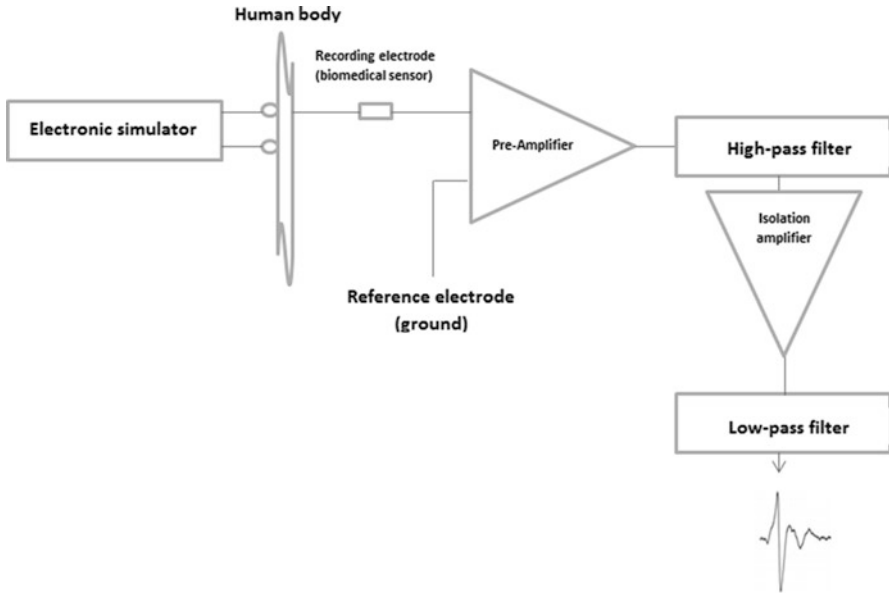 Human body
Recording electrode
(biomedical sensor)
Electronic simulator
Pre-Amplifier
High-pass filter
Isolation
amplifier
Reference electrode
(ground)
Low-pass filter